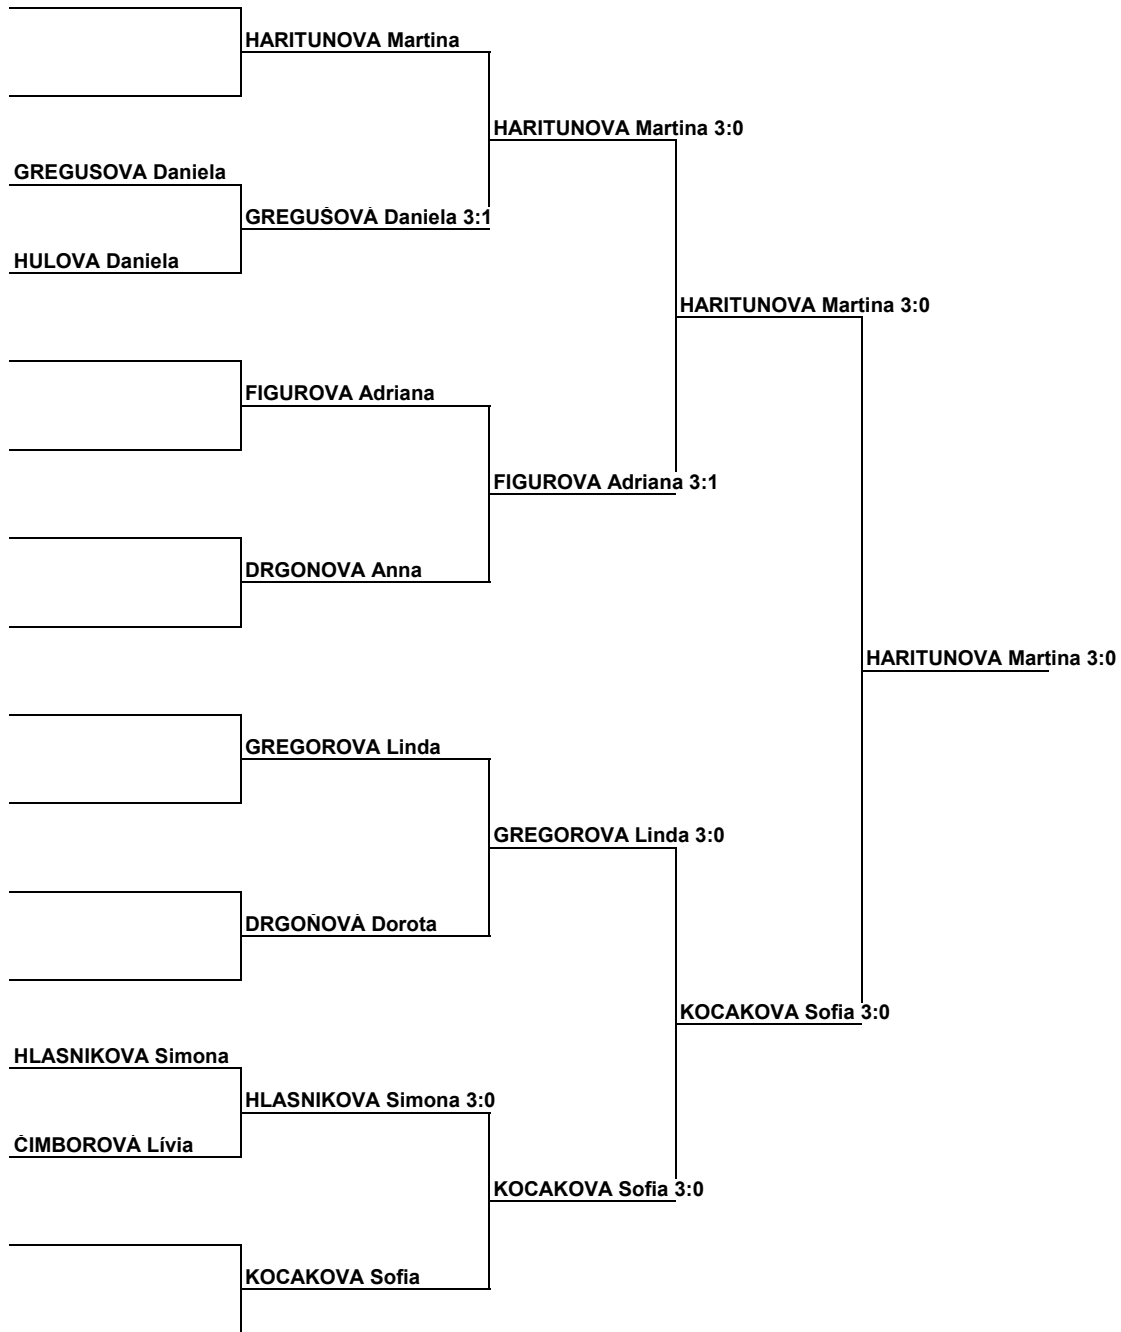 HARITUNOVA Martina
HARITUNOVA Martina 3:0
GREGUSOVA Daniela
GREGUŠOVÁ Daniela 3:1
HULOVA Daniela
HARITUNOVA Martina 3:0
FIGUROVA Adriana
FIGUROVA Adriana 3:1
DRGONOVA Anna
HARITUNOVA Martina 3:0
GREGOROVA Linda
GREGOROVA Linda 3:0
DRGOŇOVÁ Dorota
KOCAKOVA Sofia 3:0
HLASNIKOVA Simona
HLASNIKOVA Simona 3:0
ČIMBOROVÁ Lívia
KOCAKOVA Sofia 3:0
KOCAKOVA Sofia